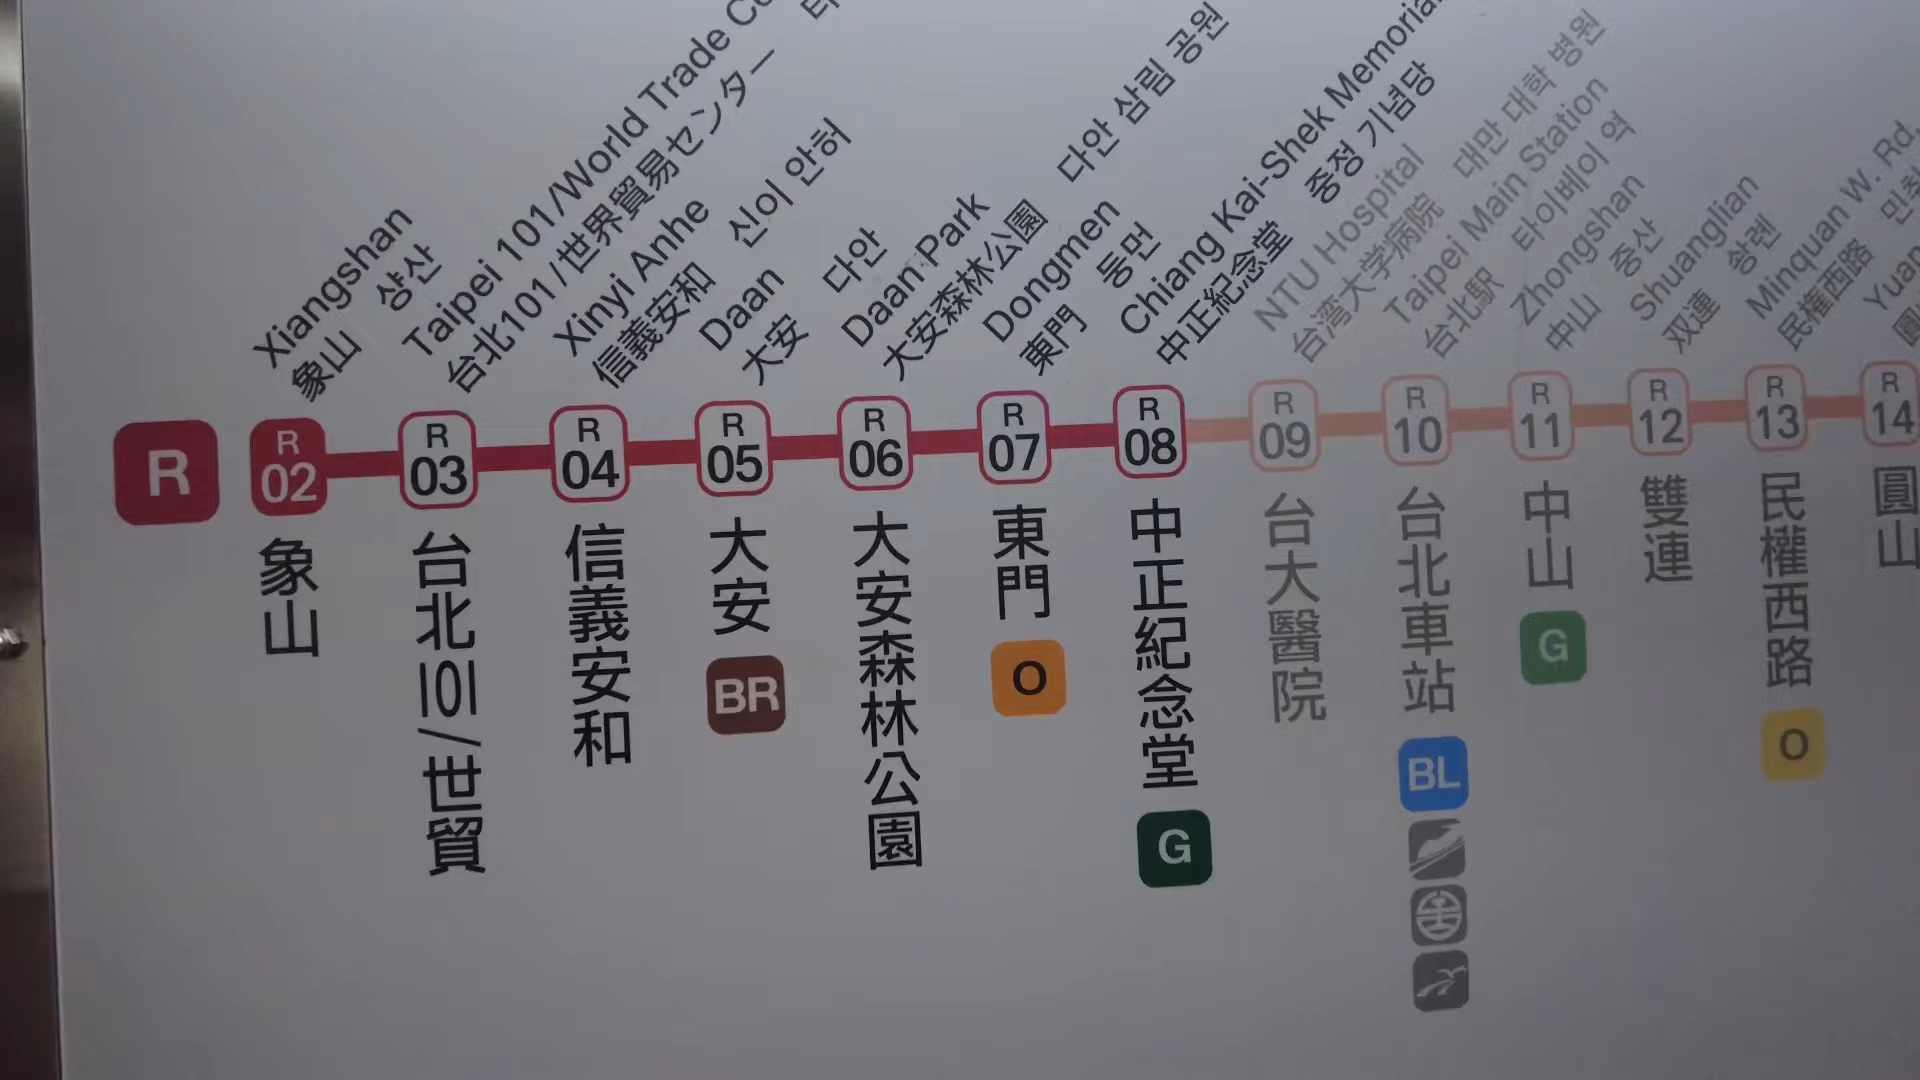 Xiangshan
象山 샹산
Taipei 101/World Trade
台北101/世界貿易センター
Xinyi Anhe
信義安和 신이 안허
Daan
大安 다안
Daan Park
大安森林公園 다안 삼림 공원
Dongmen
東門 동먼
Chiang Kai-Shek Memorial
中正紀念堂 중정 기념당
NTU Hospital
台湾大学病院 대만 대학 병원
Taipei Main Station
台北駅 타이베이 역
Zhongshan
中山 중산
Shuanglian
双連 솽롄
Minquan W. Rd.
民権西路
R
R 02
R 03
R 04
R 05
R 06
R 07
R 08
R 09
R 10
R 11
R 12
R 13
R 14
象山
台北101/世貿
信義安和
大安
BR
大安森林公園
東門
O
中正紀念堂
G
台大醫院
台北車站
BL
中山
G
雙連
民權西路
O
圓山